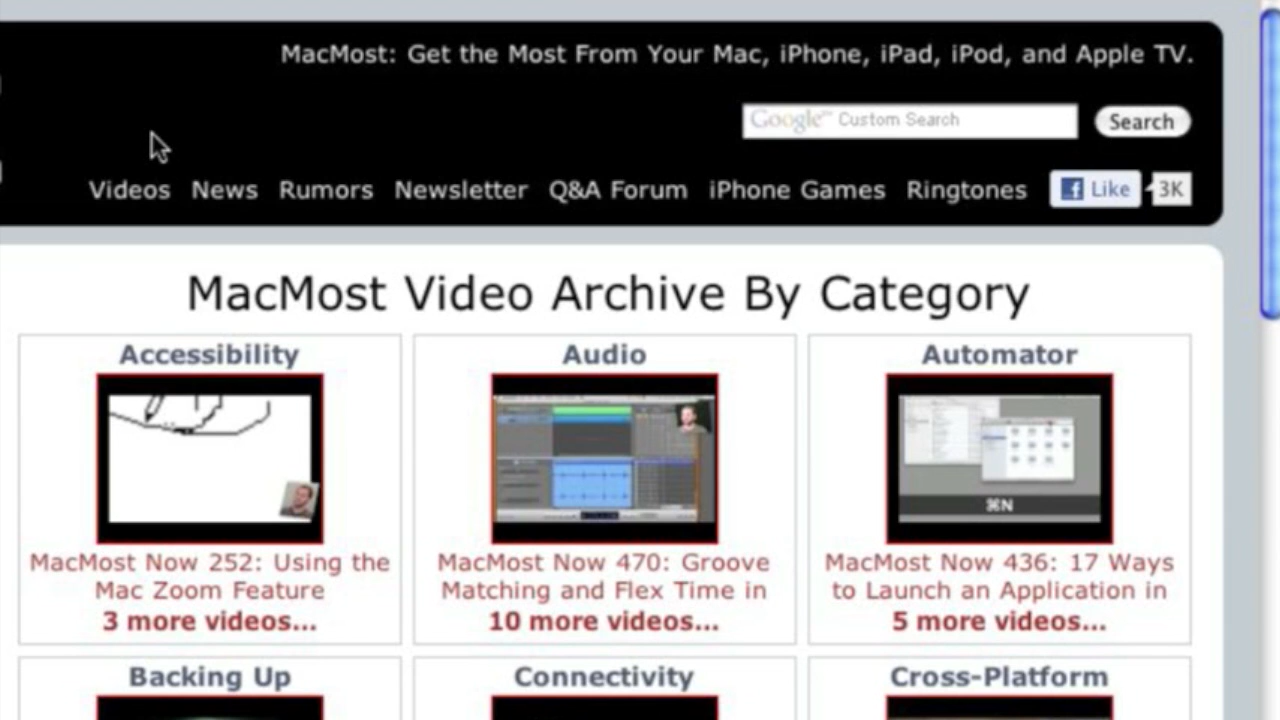 MacMost: Get the Most From Your Mac, iPhone, iPad, iPod, and Apple TV.
Google™ Custom Search
Search
Videos News Rumors Newsletter Q&A Forum iPhone Games Ringtones Like 3K
MacMost Video Archive By Category
Accessibility
MacMost Now 252: Using the
Mac Zoom Feature
3 more videos...
Audio
MacMost Now 470: Groove
Matching and Flex Time in
10 more videos...
Automator
⌘N
MacMost Now 436: 17 Ways
to Launch an Application in
5 more videos...
Backing Up
Connectivity
Cross-Platform